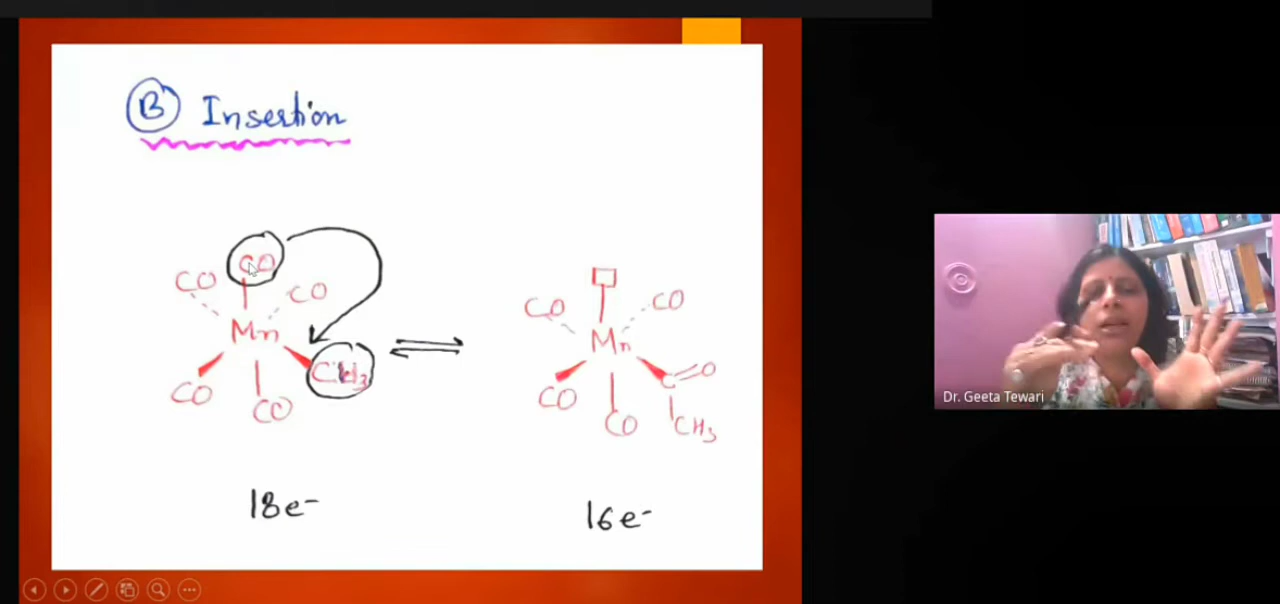 B Insertion
CO
CO
CO
Mn
CO
CH3
CO
CO
CO
Mn
CO
C=O
CO
CH3
18e-
16e-
Dr. Geeta Tewari